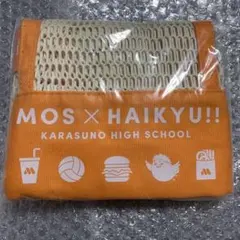 MOS × HAIKYU!!
KARASUNO HIGH SCHOOL